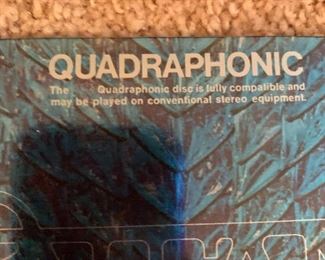 QUADRAPHONIC
The Quadraphonic disc is fully compatible and
may be played on conventional stereo equipment.